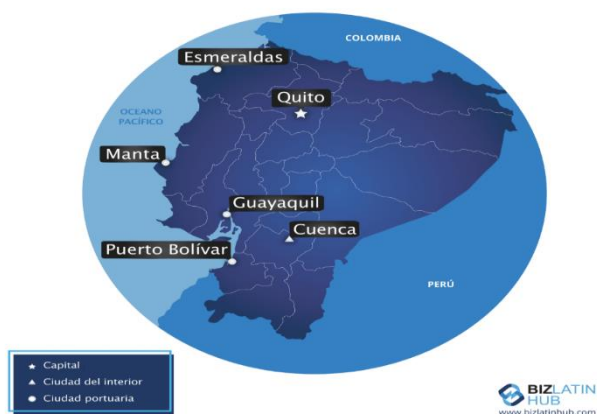 COLOMBIA
Esmeraldas
Quito
OCEANO
PACÍFICO
Manta
Guayaquil
Cuenca
Puerto Bolívar
PERÚ
Capital
Ciudad del interior
Ciudad portuaria
BIZLATIN
HUB
www.bizlatinhub.com